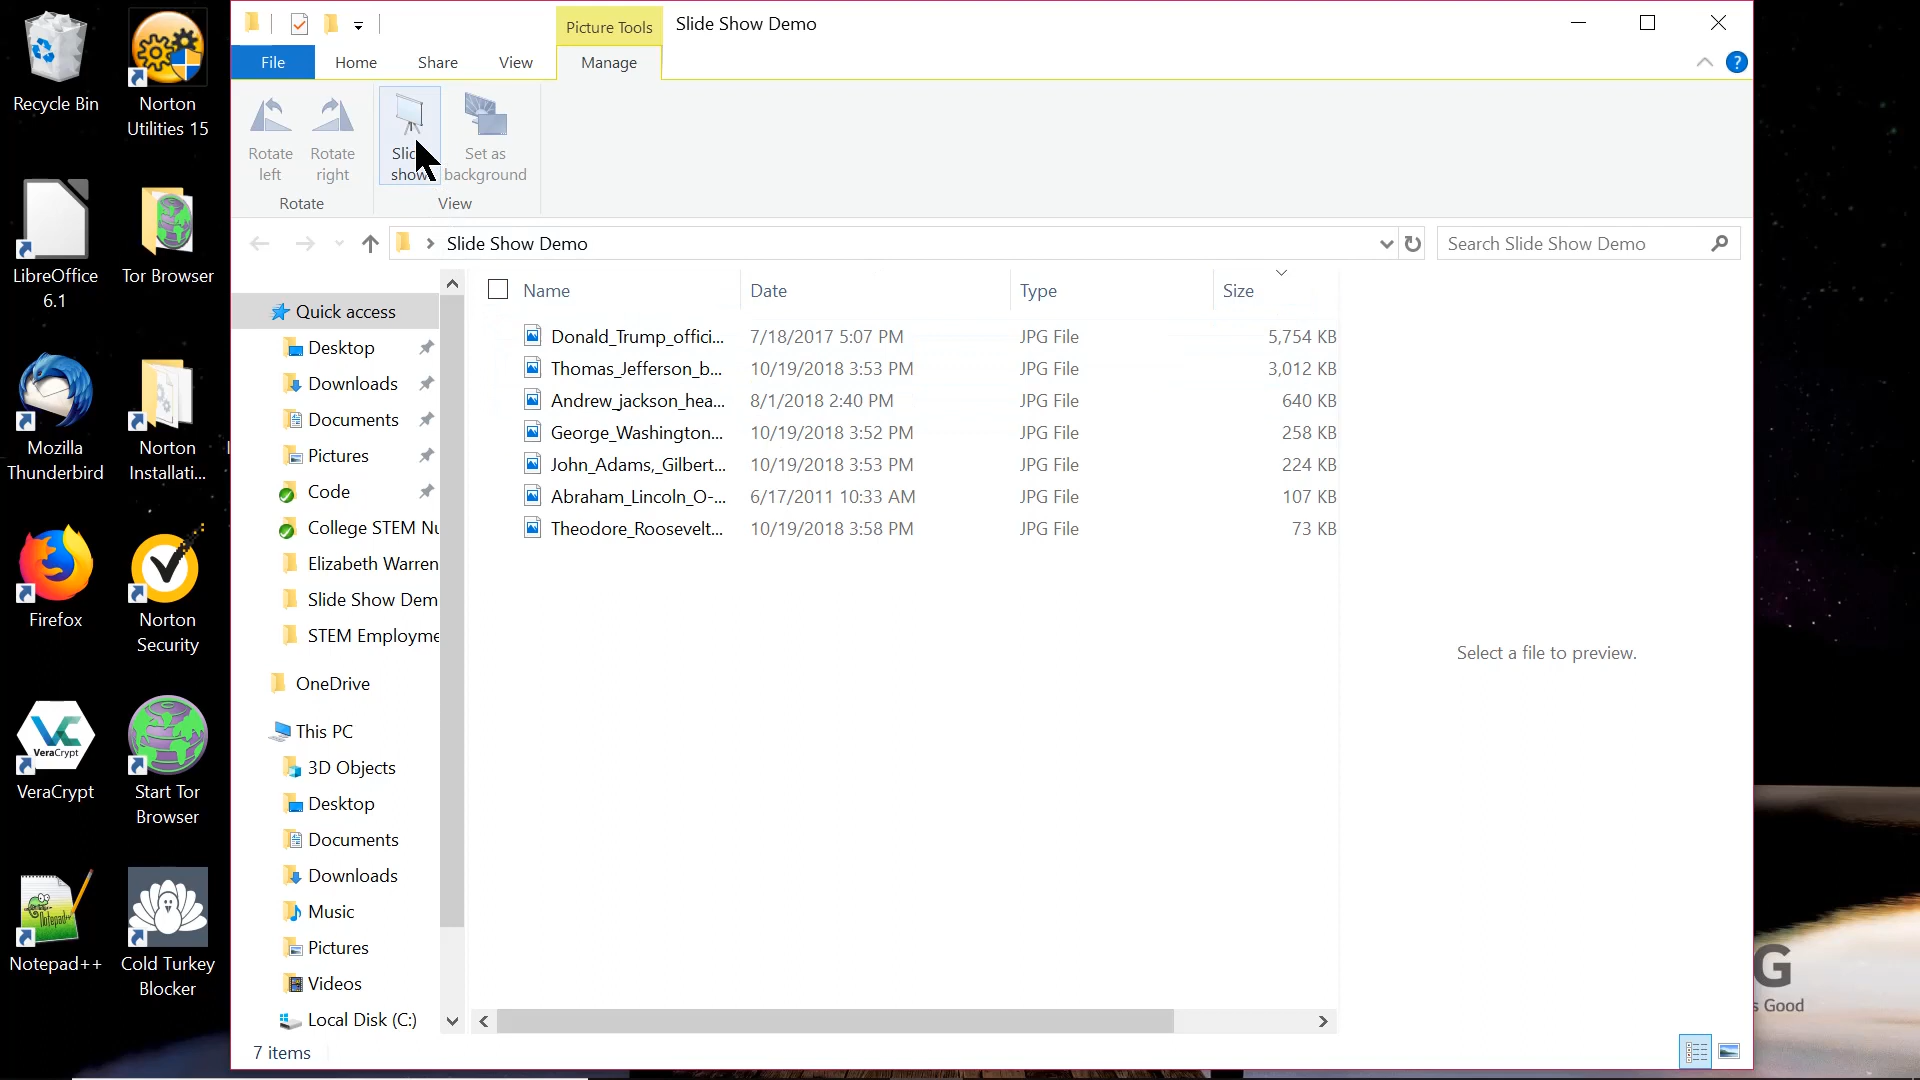 Recycle Bin
Norton
Utilities 15
LibreOffice
6.1
Tor Browser
Mozilla
Thunderbird
Norton
Installati...
Firefox
Norton
Security
VeraCrypt
VeraCrypt
Start Tor
Browser
Notepad++
Cold Turkey
Blocker
Picture Tools
Slide Show Demo
File
Home
Share
View
Manage
?
Rotate
left
Rotate
right
Rotate
show
Set as
background
View
Slide Show Demo
Search Slide Show Demo
Name
Date
Type
Size
Donald_Trump_offici...
7/18/2017 5:07 PM
JPG File
5,754 KB
Thomas_Jefferson_b...
10/19/2018 3:53 PM
JPG File
3,012 KB
Andrew_jackson_hea...
8/1/2018 2:40 PM
JPG File
640 KB
George_Washington...
10/19/2018 3:52 PM
JPG File
258 KB
John_Adams,_Gilbert...
10/19/2018 3:53 PM
JPG File
224 KB
Abraham_Lincoln_O-...
6/17/2011 10:33 AM
JPG File
107 KB
Theodore_Roosevelt...
10/19/2018 3:58 PM
JPG File
73 KB
Quick access
Desktop
Downloads
Documents
Pictures
Code
College STEM Nu
Elizabeth Warren
Slide Show Dem
STEM Employme
OneDrive
This PC
3D Objects
Desktop
Documents
Downloads
Music
Pictures
Videos
Local Disk (C:)
Select a file to preview.
7 items
G
s Good